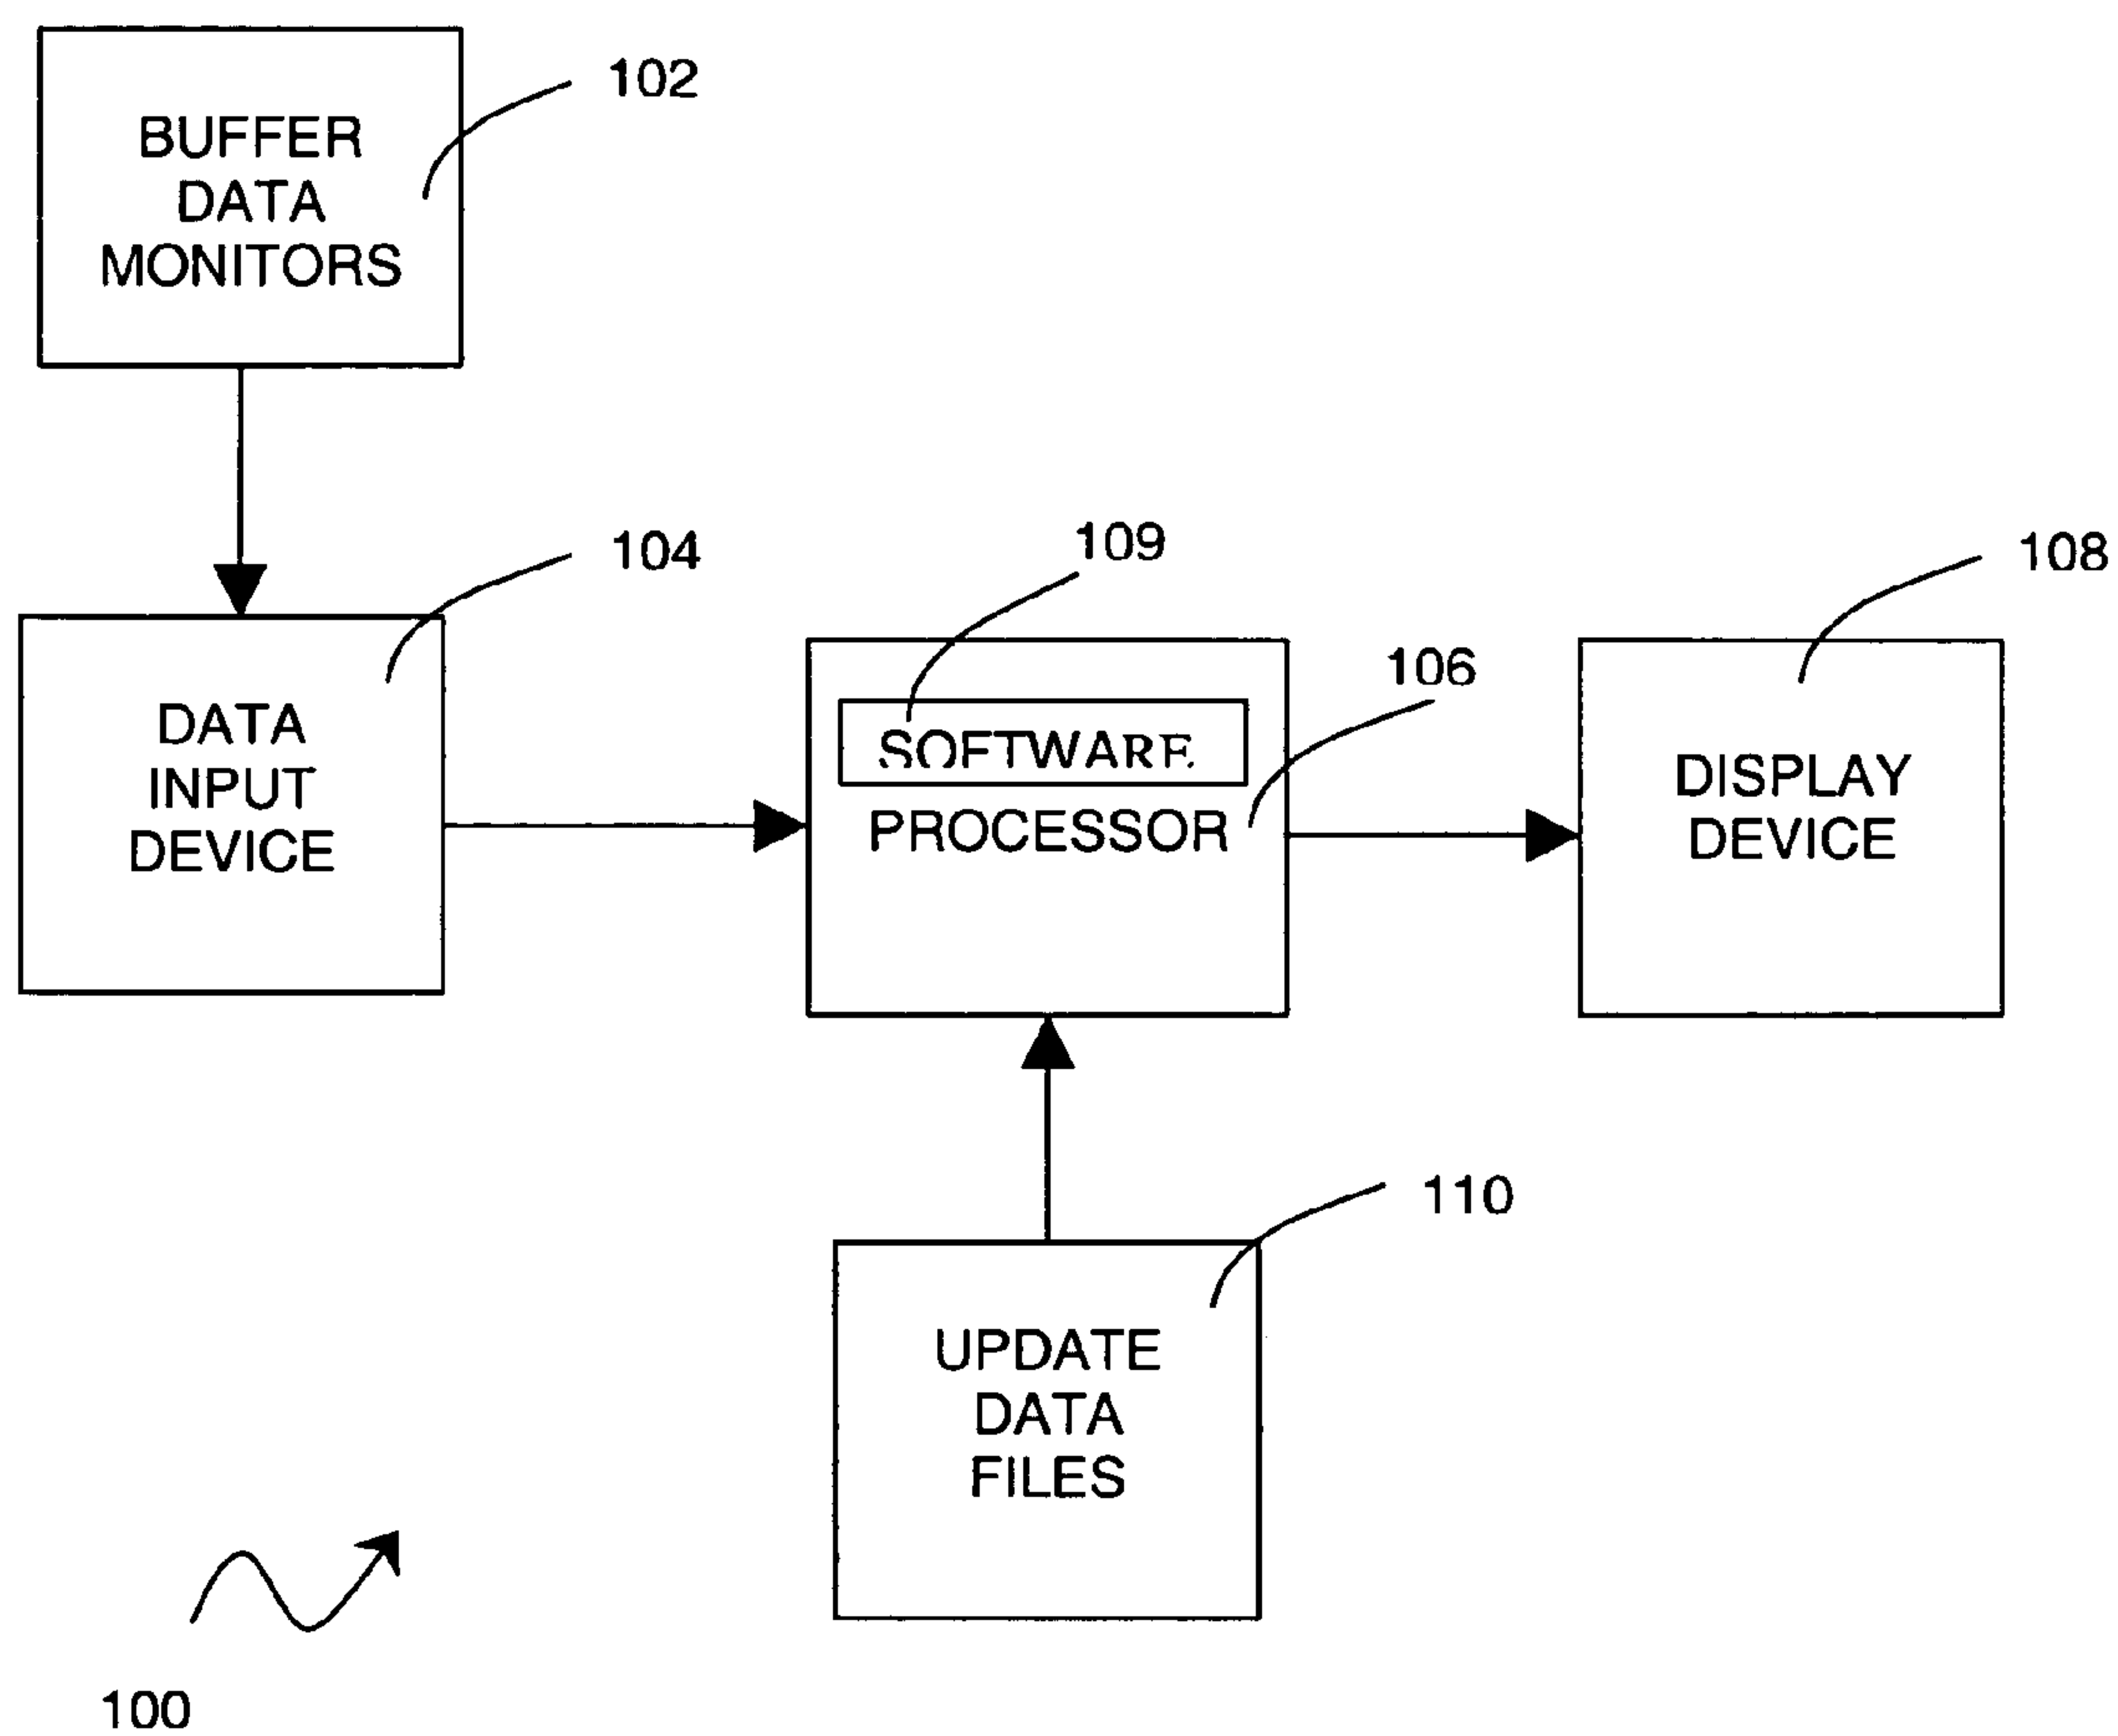 102
BUFFER
DATA
MONITORS
104
109
108
106
DATA
INPUT
DEVICE
SOFTWARE
PROCESSOR
DISPLAY
DEVICE
110
UPDATE
DATA
FILES
100